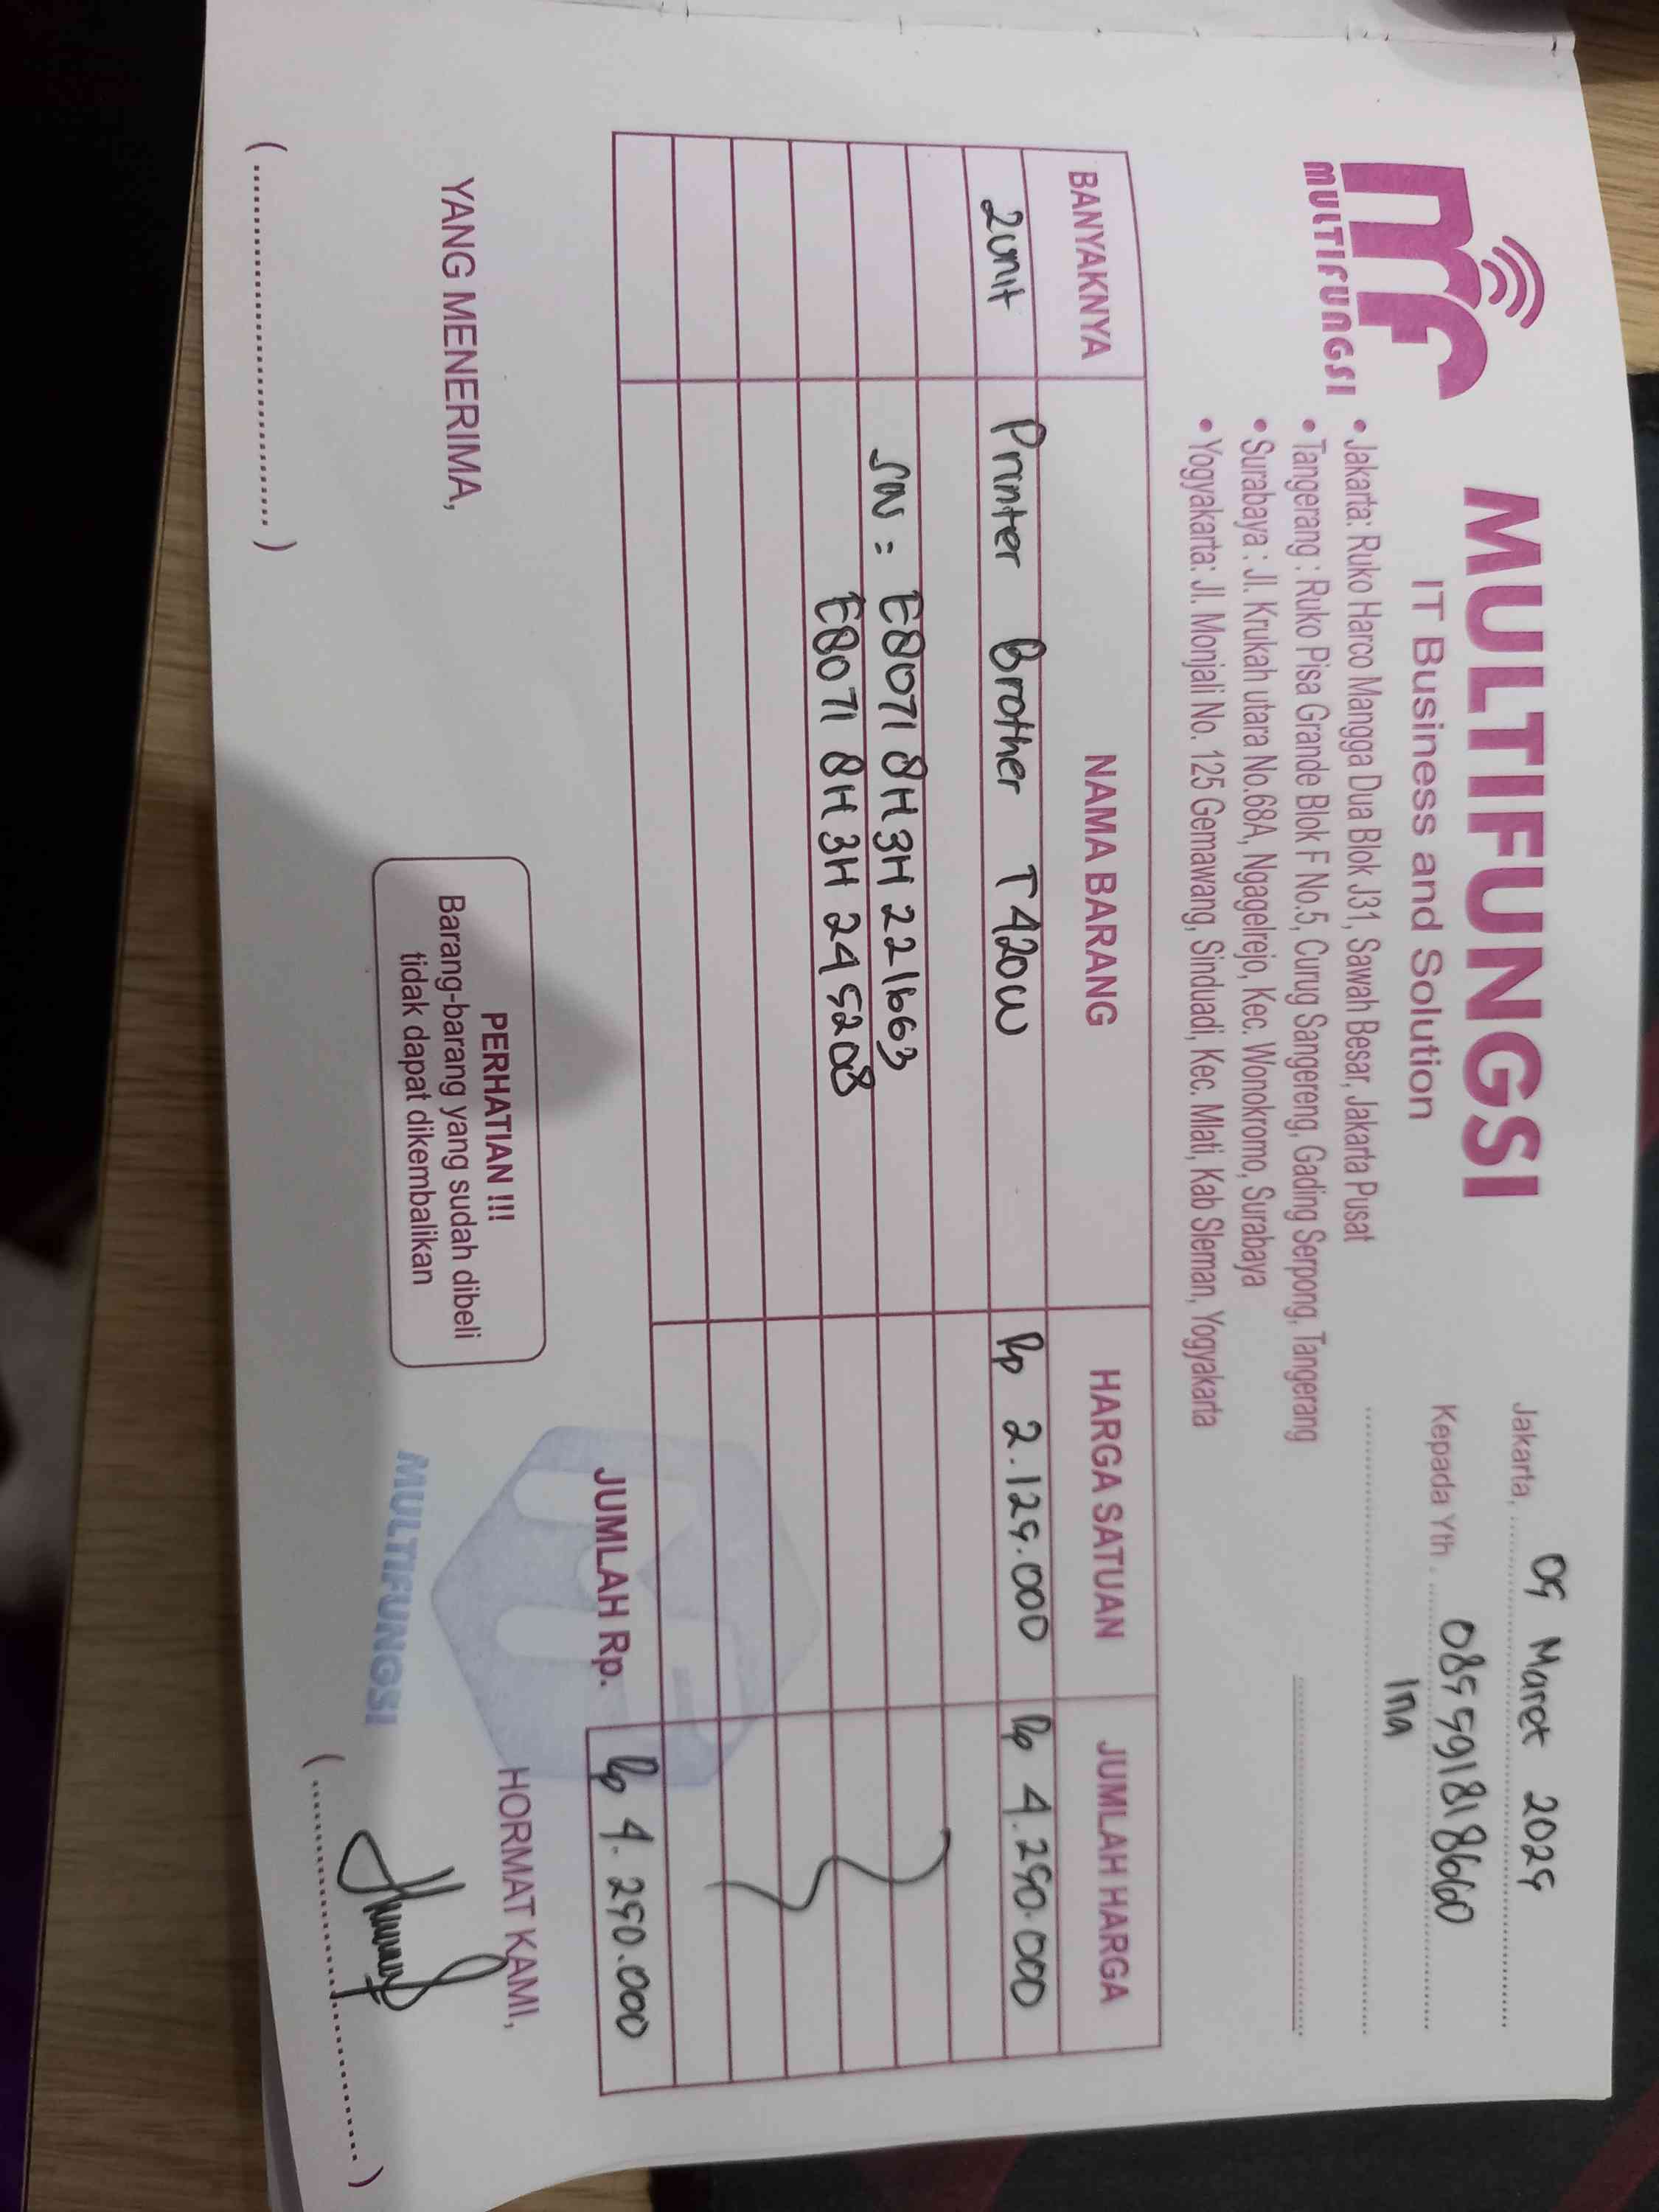 mf
MULTIFUNGSI
MULTIFUNGSI
IT Business and Solution
• Jakarta: Ruko Harco Mangga Dua Blok J31, Sawah Besar, Jakarta Pusat
• Tangerang : Ruko Pisa Grande Blok F No.5, Curug Sangereng, Gading Serpong, Tangerang
• Surabaya : Jl. Krukah utara No.68A, Ngagelrejo, Kec. Wonokromo, Surabaya
• Yogyakarta: Jl. Monjali No. 125 Gemawang, Sinduadi, Kec. Mlati, Kab Sleman, Yogyakarta
Jakarta, 05 Maret 2025
Kepada Yth. 085591818660
Ina
BANYAKNYA NAMA BARANG HARGA SATUAN JUMLAH HARGA
2unit Printer Brother T420W Rp 2.125.000 Rp 4.250.000
SN : E80718H3H221663
E80718H3H245208
JUMLAH Rp. Rp 4.250.000
YANG MENERIMA,
PERHATIAN !!!
Barang-barang yang sudah dibeli
tidak dapat dikembalikan
HORMAT KAMI,
MULTIFUNGSI